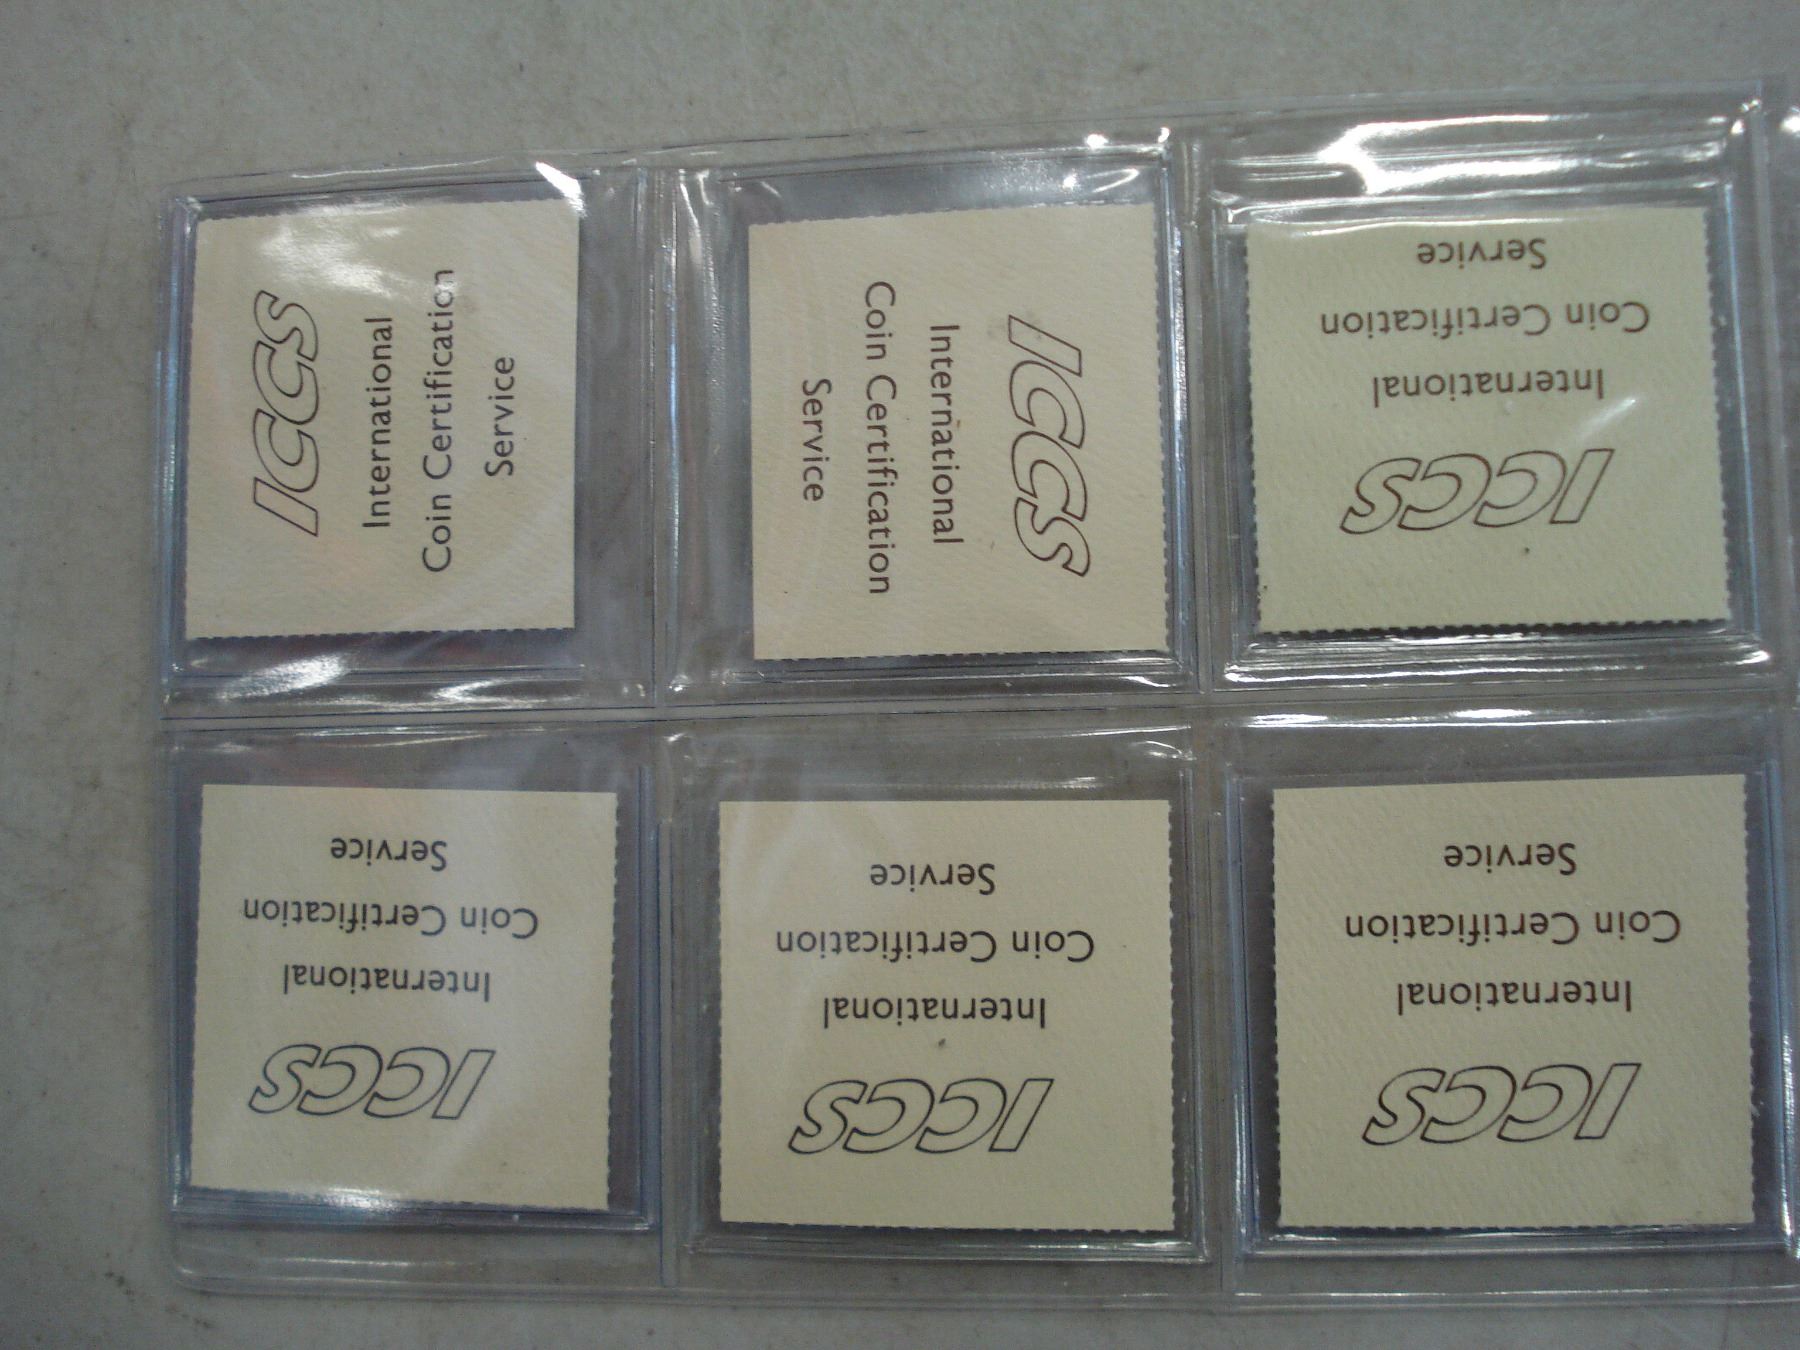 ICCS
International
Coin Certification
Service
ICCS
International
Coin Certification
Service
ICCS
International
Coin Certification
Service
ICCS
International
Coin Certification
Service
ICCS
International
Coin Certification
Service
ICCS
International
Coin Certification
Service